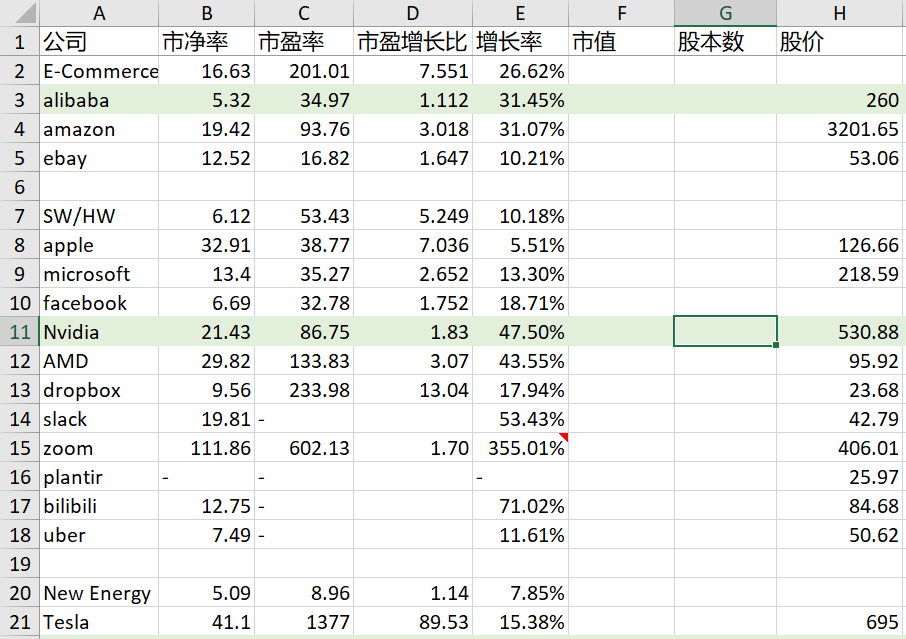 A B C D E F G H
1 公司 市净率 市盈率 市盈增长比 增长率 市值 股本数 股价
2 E-Commerce 16.63 201.01 7.551 26.62%
3 alibaba 5.32 34.97 1.112 31.45% 260
4 amazon 19.42 93.76 3.018 31.07% 3201.65
5 ebay 12.52 16.82 1.647 10.21% 53.06
6
7 SW/HW 6.12 53.43 5.249 10.18%
8 apple 32.91 38.77 7.036 5.51% 126.66
9 microsoft 13.4 35.27 2.652 13.30% 218.59
10 facebook 6.69 32.78 1.752 18.71%
11 Nvidia 21.43 86.75 1.83 47.50% 530.88
12 AMD 29.82 133.83 3.07 43.55% 95.92
13 dropbox 9.56 233.98 13.04 17.94% 23.68
14 slack 19.81 - 53.43% 42.79
15 zoom 111.86 602.13 1.70 355.01% 406.01
16 plantir - - - 25.97
17 bilibili 12.75 - 71.02% 84.68
18 uber 7.49 - 11.61% 50.62
19
20 New Energy 5.09 8.96 1.14 7.85%
21 Tesla 41.1 1377 89.53 15.38% 695